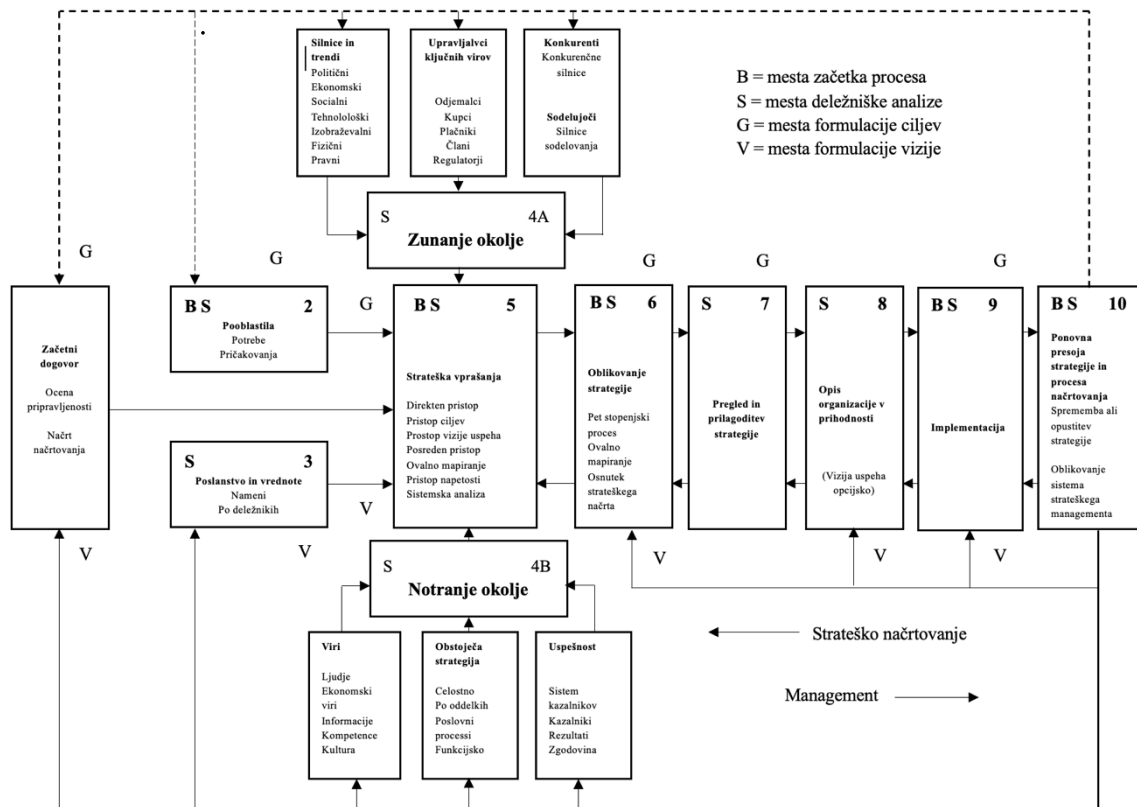 Silnice in
trendi
Politični
Ekonomski
Socialni
Tehnolološki
Izobraževalni
Fizični
Pravni
Upravljalvci
ključnih virov
Odjemalci
Kupci
Plačniki
Člani
Regulatorji
Konkurenti
Konkurenčne
silnice
Sodelujoči
Silnice
sodelovanja
B = mesta začetka procesa
S = mesta deležniške analize
G = mesta formulacije ciljev
V = mesta formulacije vizije
S 4A
Zunanje okolje
G
G
G
G
G
G
Začetni
dogovor
Ocena
pripravljenosti
Načrt
načrtovanja
B S 2
Pooblastila
Potrebe
Pričakovanja
S 3
Poslanstvo in vrednote
Nameni
Po deležnikih
B S 5
Strateška vprašanja
Direkten pristop
Pristop ciljev
Prostop vizije uspeha
Posreden pristop
Ovalno mapiranje
Pristop napetosti
Sistemska analiza
B S 6
Oblikovanje
strategije
Pet stopenjski
proces
Ovalno
mapiranje
Osnutek
strateškega
načrta
S 7
Pregled in
prilagoditev
strategije
S 8
Opis
organizacije v
prihodnosti
(Vizija uspeha
opcijsko)
B S 9
Implementacija
B S 10
Ponovna
presoja
strategije in
procesa
načrtovanja
Sprememba ali
opustitev
strategije
Oblikovanje
sistema
strateškega
managementa
V
V
V
V
V
V
S 4B
Notranje okolje
Viri
Ljudje
Ekonomski
viri
Informacije
Kompetence
Kultura
Obstoječa
strategija
Celostno
Po oddelkih
Poslovni
processi
Funkcijsko
Uspešnost
Sistem
kazalnikov
Kazalniki
Rezultati
Zgodovina
Strateško načrtovanje
Management